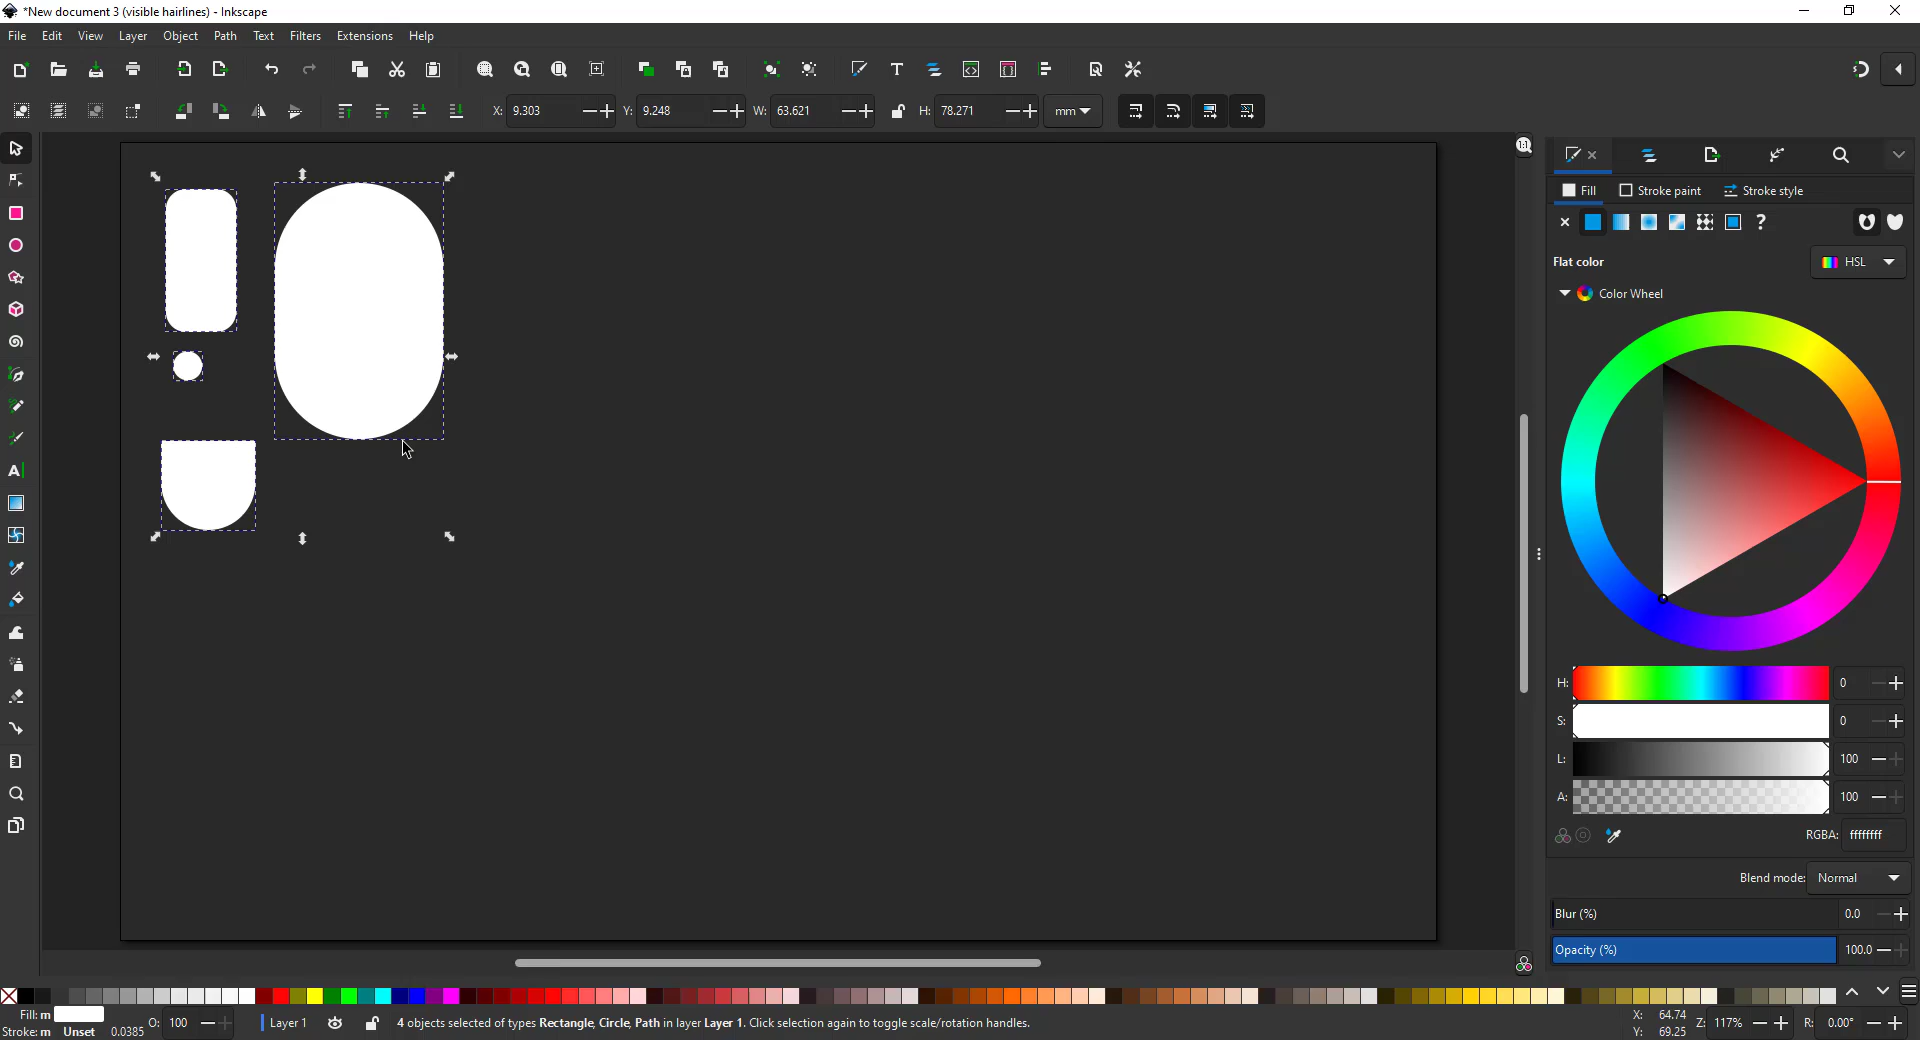 *New document 3 (visible hairlines) - Inkscape
File Edit View Layer Object Path Text Filters Extensions Help
X: 9.303 Y: 9.248 W: 63.621 H: 78.271 mm
Fill Stroke paint Stroke style
Flat color HSL
Color Wheel
H: 0
S: 0
L: 100
A: 100
RGBA: ffffffff
Blend mode: Normal
Blur (%) 0.0
Opacity (%) 100.0
Fill: m
Stroke: m Unset 0.0385 O: 100 Layer 1 4 objects selected of types Rectangle, Circle, Path in layer Layer 1. Click selection again to toggle scale/rotation handles.
X: 64.74
Y: 69.25 Z: 117% R: 0.00°